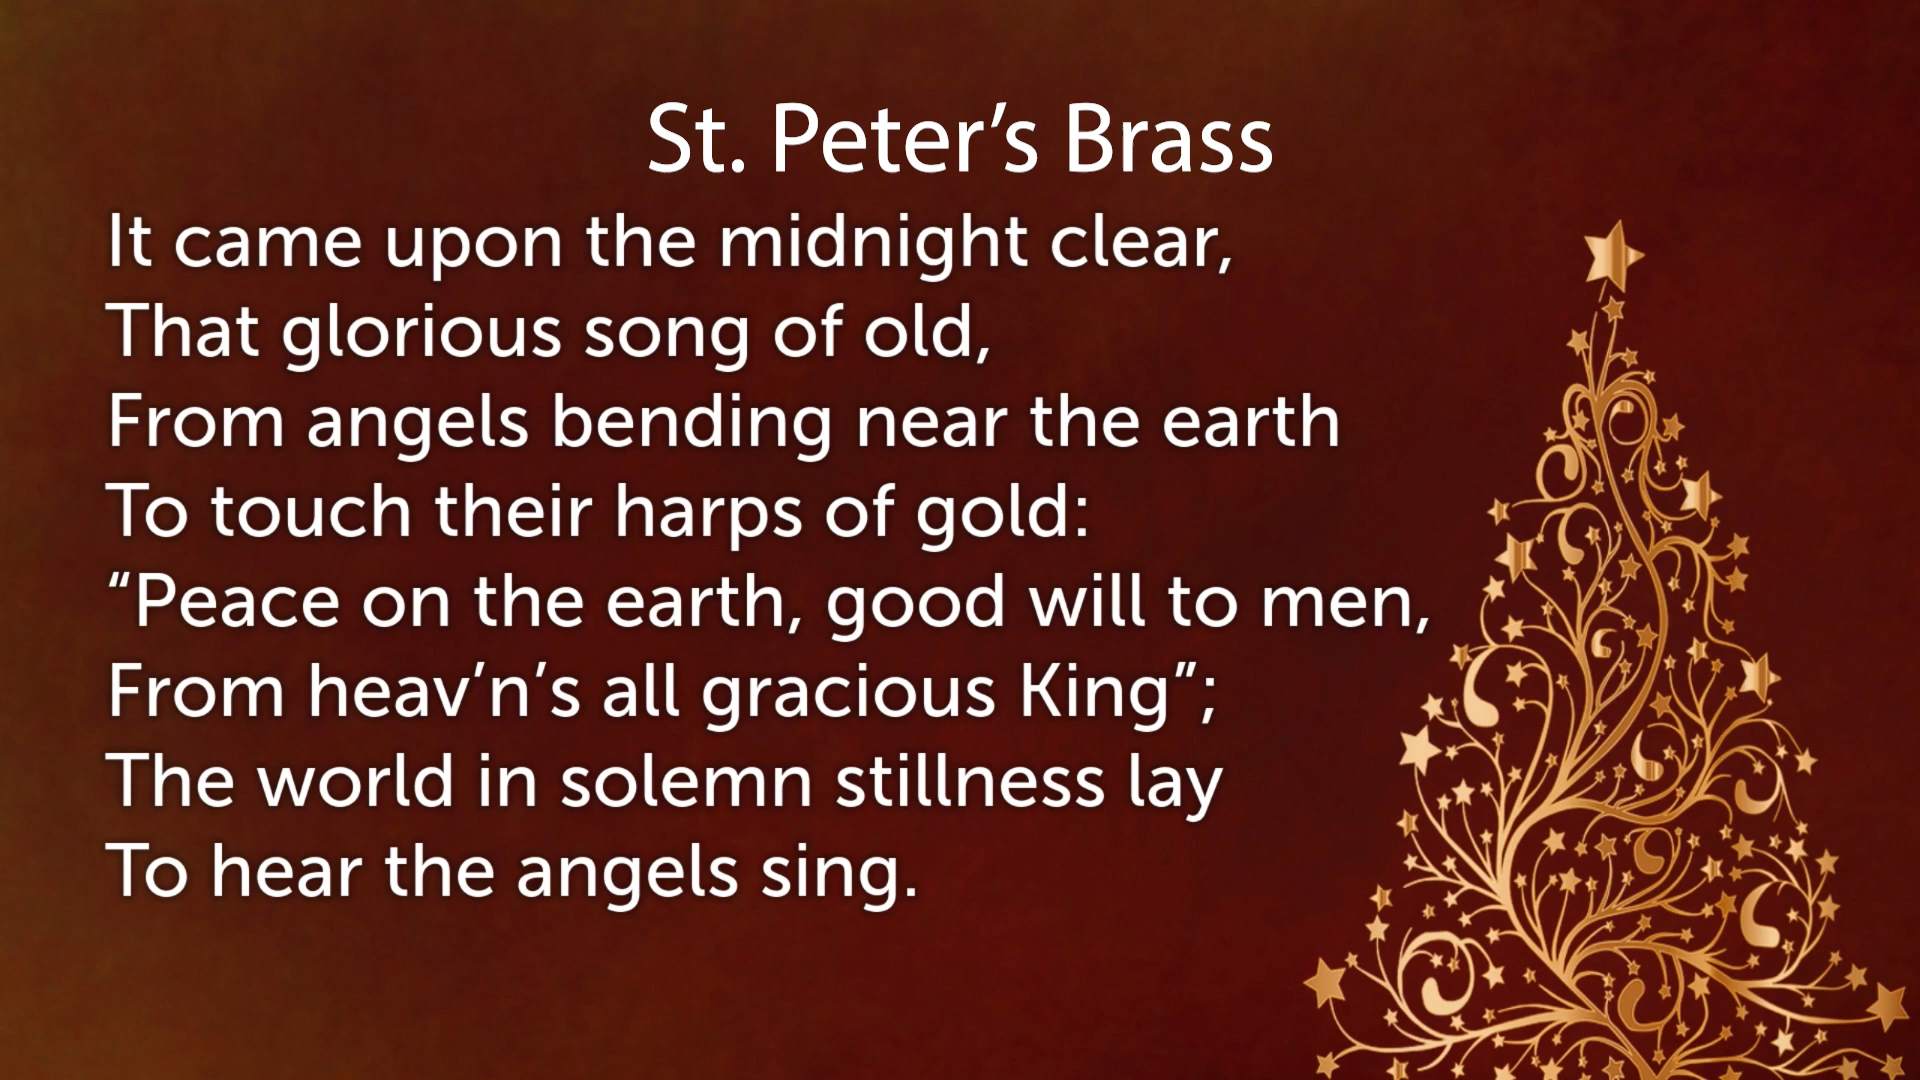 St. Peter’s Brass
It came upon the midnight clear,
That glorious song of old,
From angels bending near the earth
To touch their harps of gold:
“Peace on the earth, good will to men,
From heav’n’s all gracious King”;
The world in solemn stillness lay
To hear the angels sing.